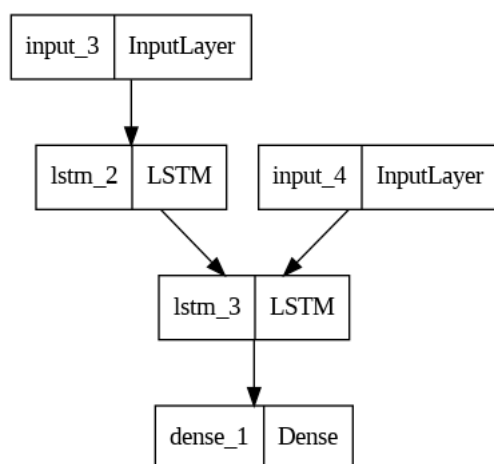 input_3 InputLayer
lstm_2 LSTM
input_4 InputLayer
lstm_3 LSTM
dense_1 Dense